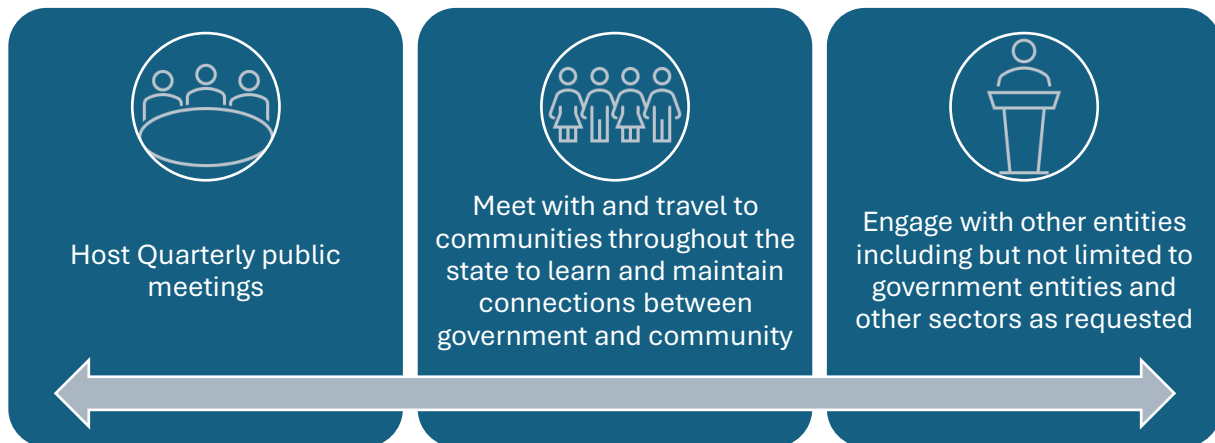 Host Quarterly public
meetings
Meet with and travel to
communities throughout the
state to learn and maintain
connections between
government and community
Engage with other entities
including but not limited to
government entities and
other sectors as requested